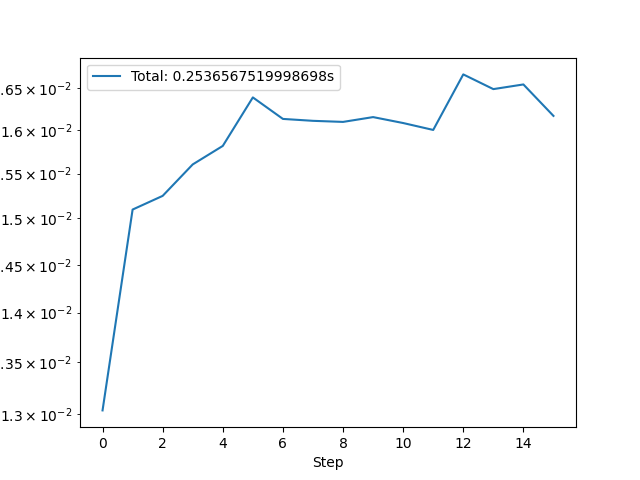 Total: 0.2536567519998698s
.65 × 10⁻²
1.6 × 10⁻²
.55 × 10⁻²
1.5 × 10⁻²
.45 × 10⁻²
1.4 × 10⁻²
.35 × 10⁻²
1.3 × 10⁻²
0 2 4 6 8 10 12 14
Step